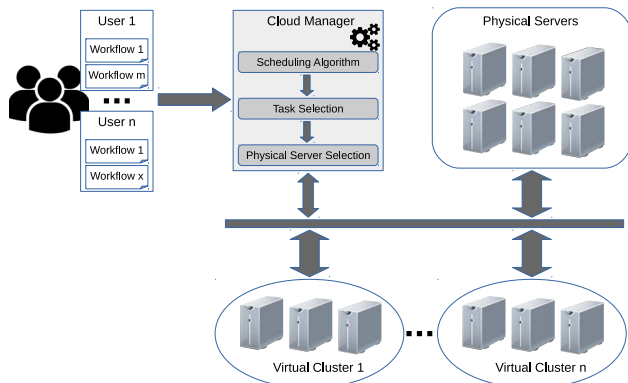 User 1
Workflow 1
Workflow m
...
User n
Workflow 1
Workflow x
Cloud Manager
Scheduling Algorithm
Task Selection
Physical Server Selection
Physical Servers
Virtual Cluster 1
...
Virtual Cluster n